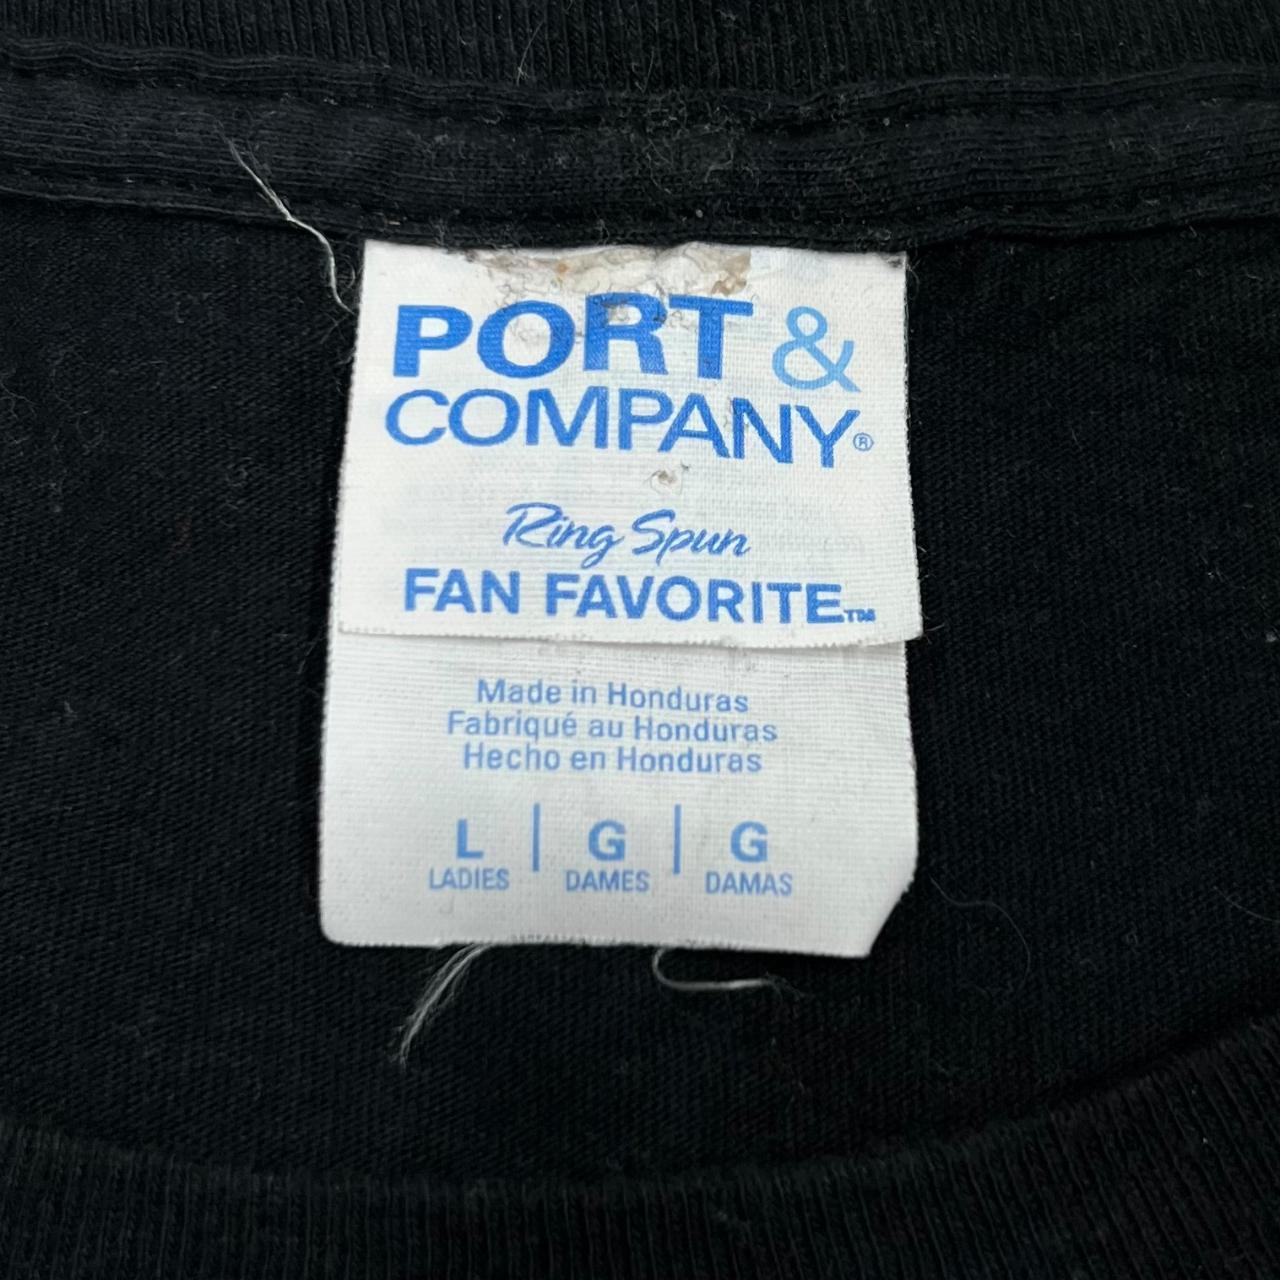 PORT &
COMPANY®
Ring Spun
FAN FAVORITE™
Made in Honduras
Fabriqué au Honduras
Hecho en Honduras
L | G | G
LADIES DAMES DAMAS